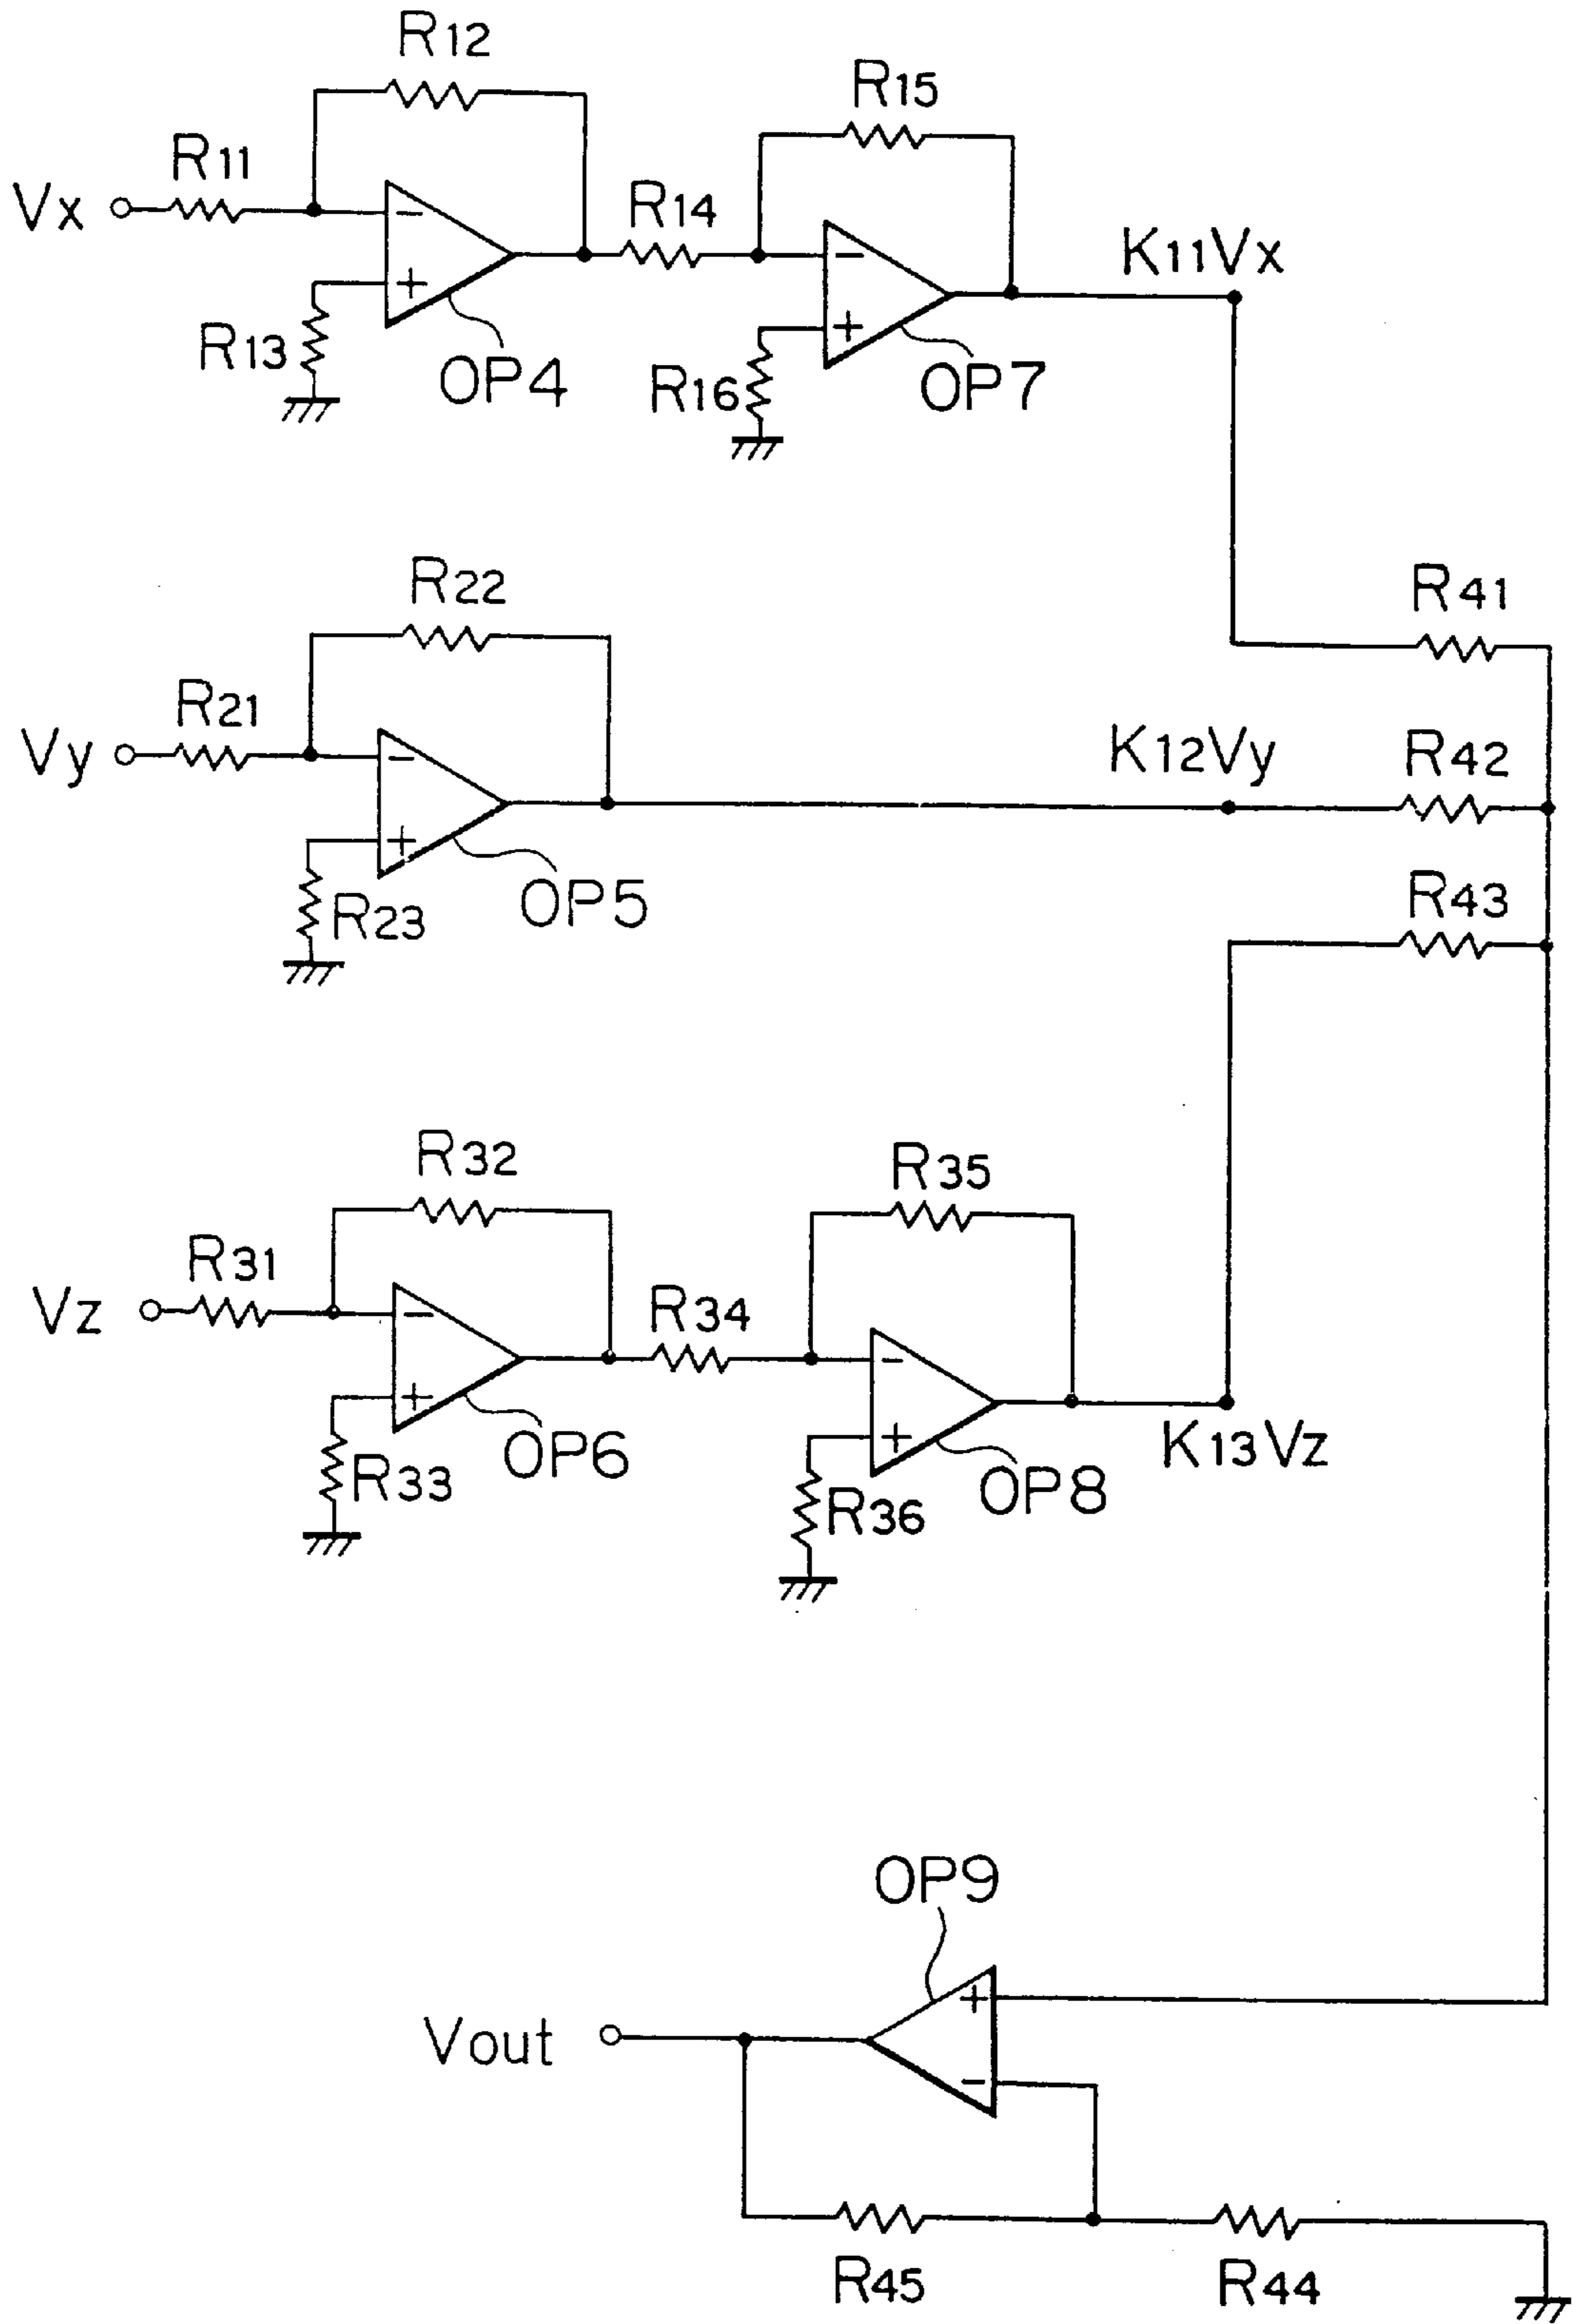 R12
R15
R11
Vx
−
R14
−
K11Vx
+
+
R13
OP4
R16
OP7
R22
R41
R21
Vy
−
K12Vy
R42
+
R23
OP5
R43
R32
R35
R31
Vz
−
R34
−
+
+
R33
OP6
K13Vz
R36
OP8
OP9
+
Vout
−
R45
R44